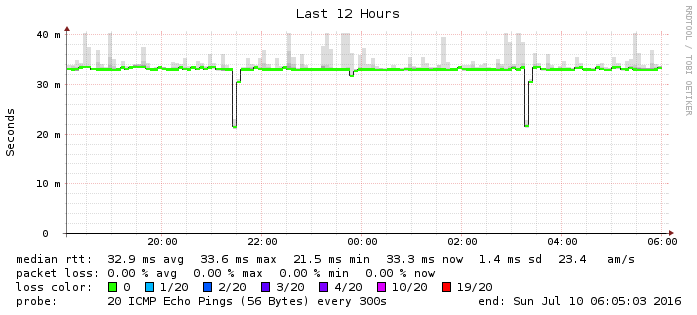 Last 12 Hours
RRDTOOL / TOBI OETIKER
Seconds
40 m
30 m
20 m
10 m
0
20:00 22:00 00:00 02:00 04:00 06:00
median rtt: 32.9 ms avg 33.6 ms max 21.5 ms min 33.3 ms now 1.4 ms sd 23.4 am/s
packet loss: 0.00 % avg 0.00 % max 0.00 % min 0.00 % now
loss color: 0 1/20 2/20 3/20 4/20 10/20 19/20
probe: 20 ICMP Echo Pings (56 Bytes) every 300s end: Sun Jul 10 06:05:03 2016